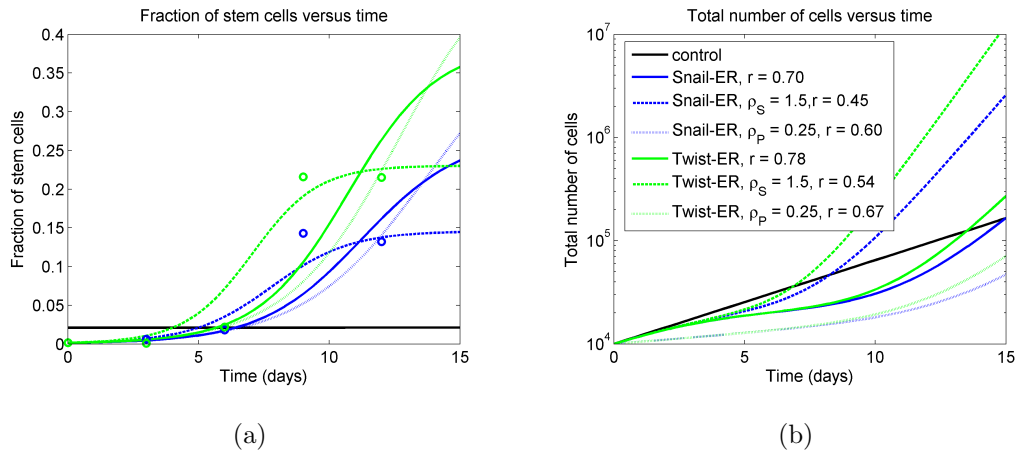 Fraction of stem cells versus time
0.4
0.35
0.3
0.25
0.2
0.15
0.1
0.05
0
Fraction of stem cells
0 5 10 15
Time (days)
(a)
Total number of cells versus time
10^7
10^6
10^5
10^4
Total number of cells
control
Snail-ER, r = 0.70
Snail-ER, ρ_S = 1.5,r = 0.45
Snail-ER, ρ_P = 0.25, r = 0.60
Twist-ER, r = 0.78
Twist-ER, ρ_S = 1.5, r = 0.54
Twist-ER, ρ_P = 0.25, r = 0.67
0 5 10 15
Time (days)
(b)